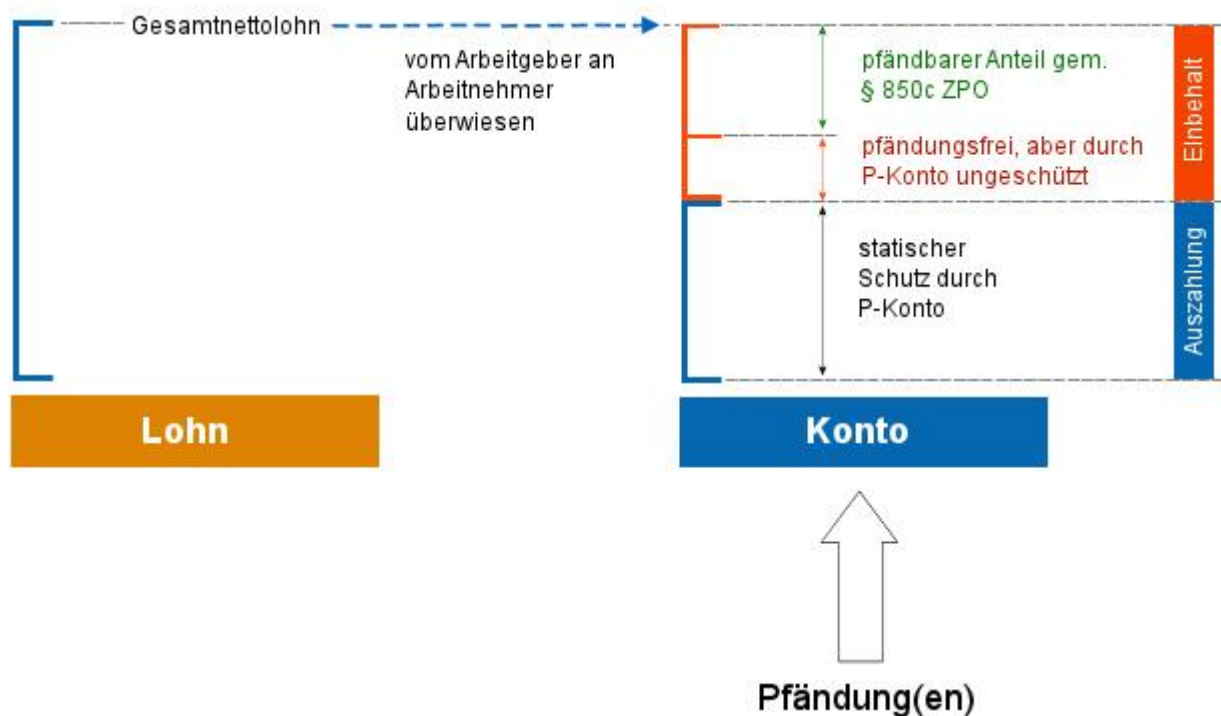 Gesamtnettolohn
vom Arbeitgeber an
Arbeitnehmer
überwiesen
pfändbarer Anteil gem.
§ 850c ZPO
pfändungsfrei, aber durch
P-Konto ungeschützt
statischer
Schutz durch
P-Konto
Einbehalt
Auszahlung
Lohn
Konto
Pfändung(en)